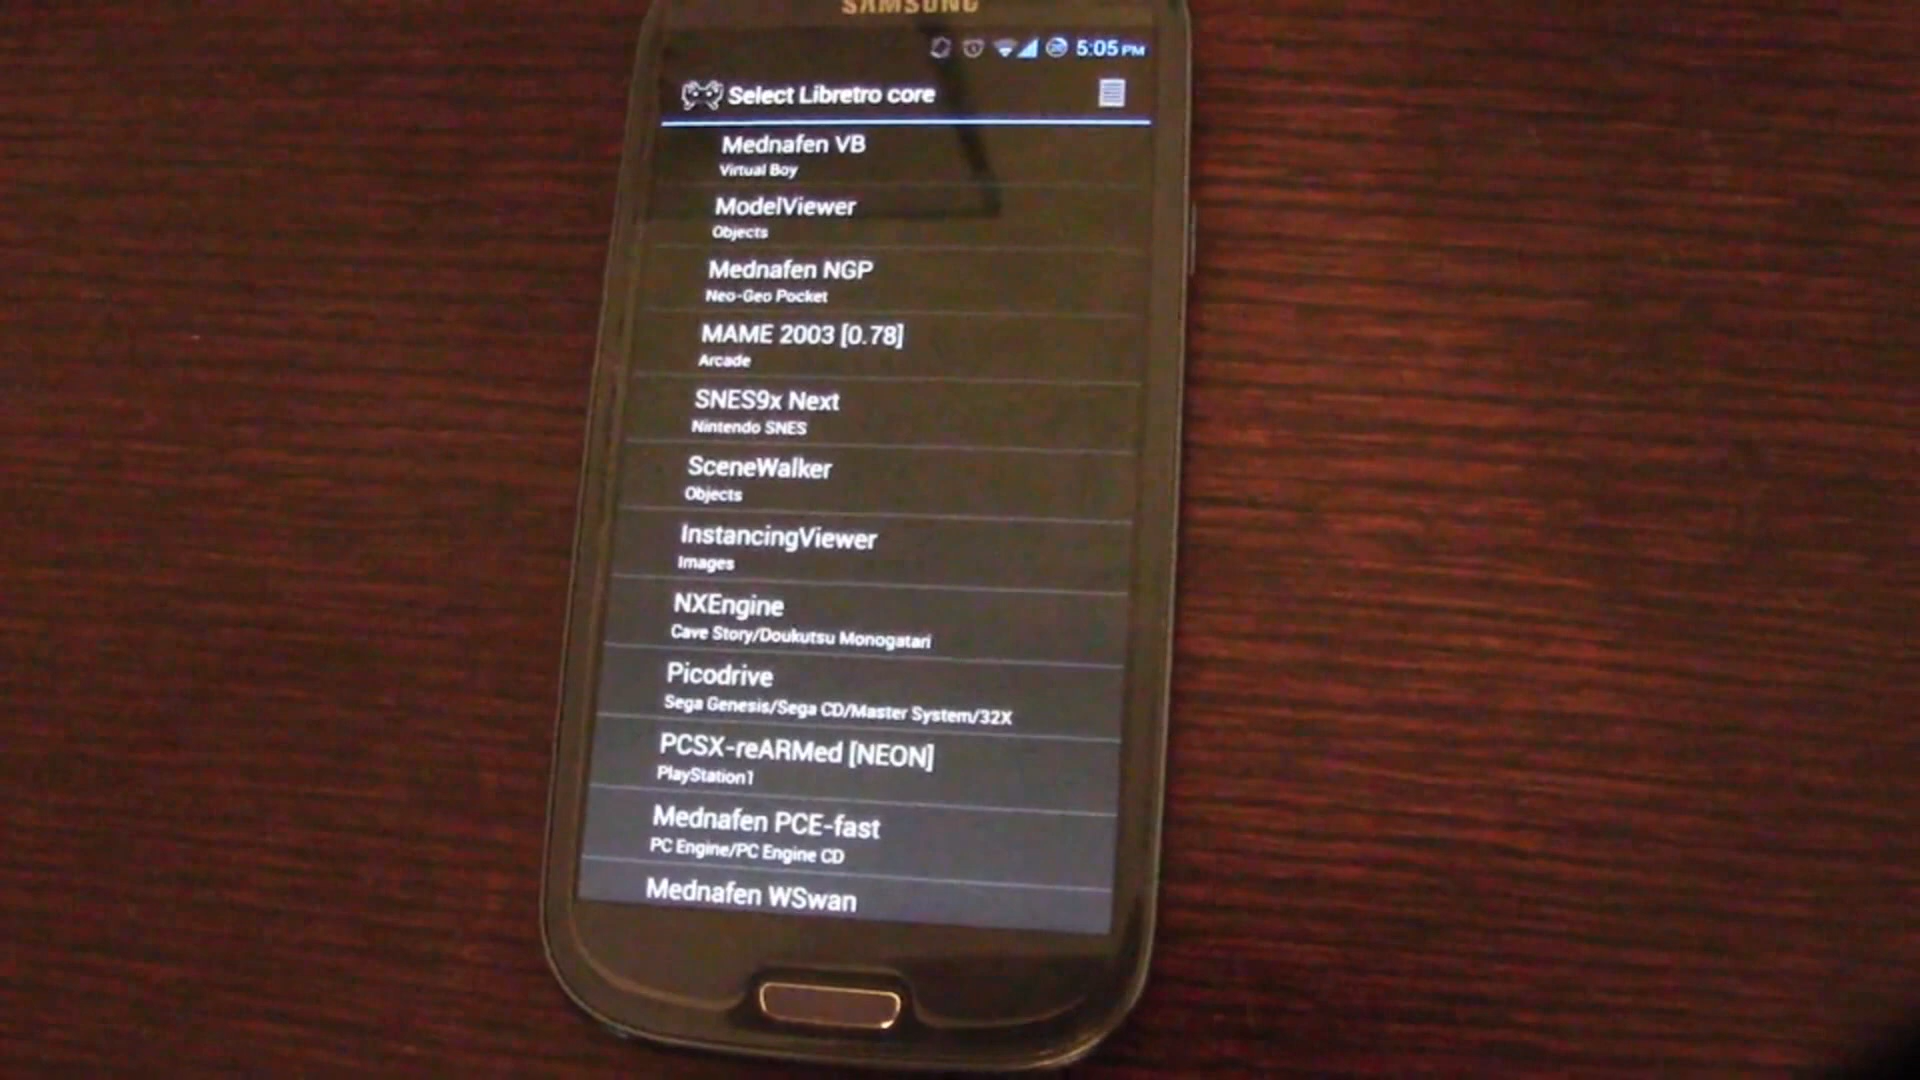 SAMSUNG
5:05 PM
Select Libretro core
Mednafen VB
Virtual Boy
ModelViewer
Objects
Mednafen NGP
Neo-Geo Pocket
MAME 2003 [0.78]
Arcade
SNES9x Next
Nintendo SNES
SceneWalker
Objects
InstancingViewer
Images
NXEngine
Cave Story/Doukutsu Monogatari
Picodrive
Sega Genesis/Sega CD/Master System/32X
PCSX-reARMed [NEON]
PlayStation1
Mednafen PCE-fast
PC Engine/PC Engine CD
Mednafen WSwan